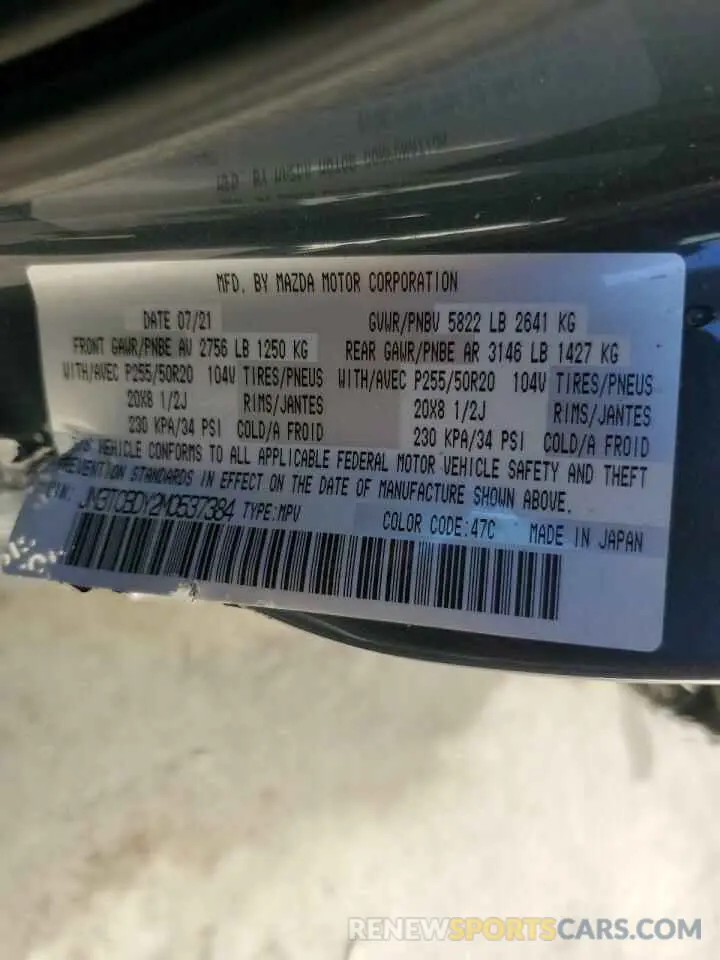 MFD. BY MAZDA MOTOR CORPORATION
DATE 07/21 GVWR/PNBV 5822 LB 2641 KG
FRONT GAWR/PNBE AV 2756 LB 1250 KG REAR GAWR/PNBE AR 3146 LB 1427 KG
WITH/AVEC P255/50R20 104V TIRES/PNEUS WITH/AVEC P255/50R20 104V TIRES/PNEUS
20X8 1/2J RIMS/JANTES 20X8 1/2J RIMS/JANTES
230 KPA/34 PSI COLD/A FROID 230 KPA/34 PSI COLD/A FROID
VEHICLE CONFORMS TO ALL APPLICABLE FEDERAL MOTOR VEHICLE SAFETY AND THEFT
PREVENTION STANDARDS IN EFFECT ON THE DATE OF MANUFACTURE SHOWN ABOVE.
JM3TCBDY2M0537384 TYPE:MPV COLOR CODE:47C MADE IN JAPAN
RENEWSPORTSCARS.COM